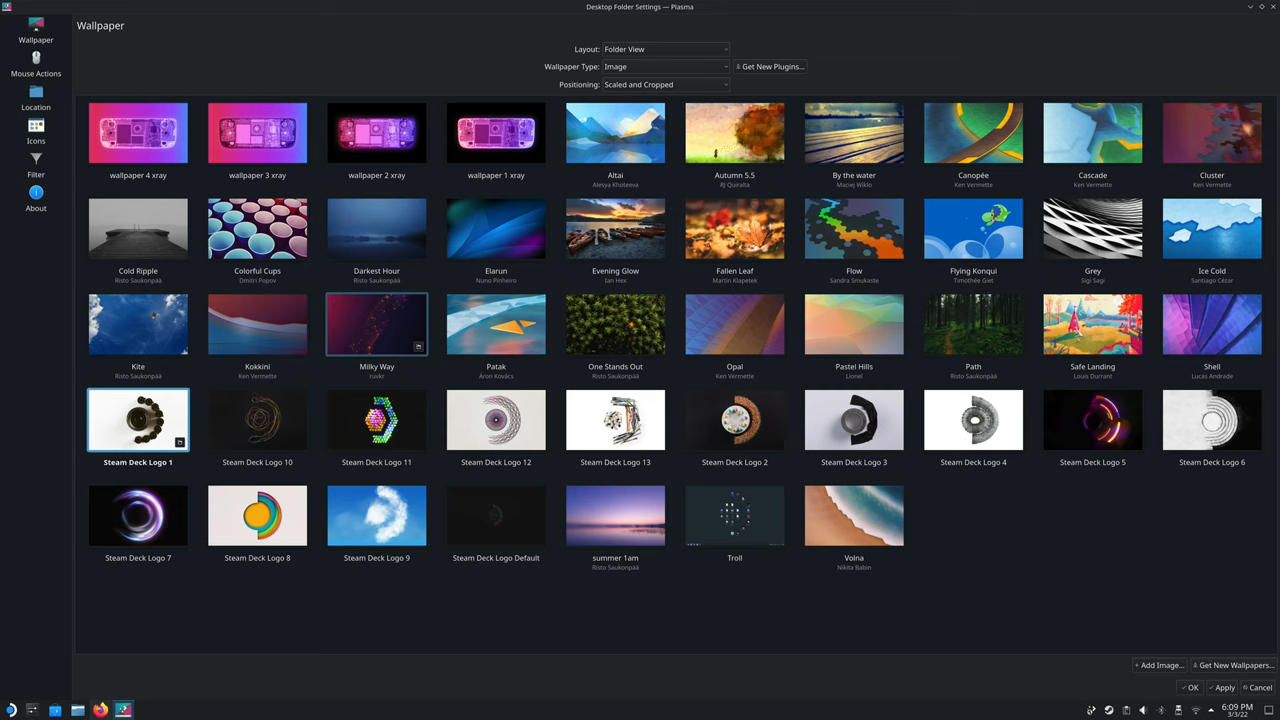 Desktop Folder Settings — Plasma
Wallpaper
Mouse Actions
Location
Icons
Filter
About
Wallpaper
Layout: Folder View
Wallpaper Type: Image Get New Plugins...
Positioning: Scaled and Cropped
wallpaper 4 xray wallpaper 3 xray wallpaper 2 xray wallpaper 1 xray Altai Autumn 5.5 By the water Canopée Cascade Cluster
Alesya Khoteeva RJ Quiralta Maciej Wiklo Ken Vermette Ken Vermette Ken Vermette
Cold Ripple Colorful Cups Darkest Hour Elarun Evening Glow Fallen Leaf Flow Flying Konqui Grey Ice Cold
Risto Saukonpää Dmitri Popov Risto Saukonpää Nuno Pinheiro Ian Hex Martin Klapetek Sandra Smukaste Timothée Giet Sigi Sagi Santiago Cézar
Kite Kokkini Milky Way Patak One Stands Out Opal Pastel Hills Path Safe Landing Shell
Risto Saukonpää Ken Vermette ruvkr Áron Kovács Risto Saukonpää Ken Vermette Lionel Risto Saukonpää Louis Durrant Lucas Andrade
Steam Deck Logo 1 Steam Deck Logo 10 Steam Deck Logo 11 Steam Deck Logo 12 Steam Deck Logo 13 Steam Deck Logo 2 Steam Deck Logo 3 Steam Deck Logo 4 Steam Deck Logo 5 Steam Deck Logo 6
Steam Deck Logo 7 Steam Deck Logo 8 Steam Deck Logo 9 Steam Deck Logo Default summer 1am Troll Volna
Risto Saukonpää Nikita Babin
+ Add Image... Get New Wallpapers...
OK Apply Cancel
6:09 PM
3/3/22